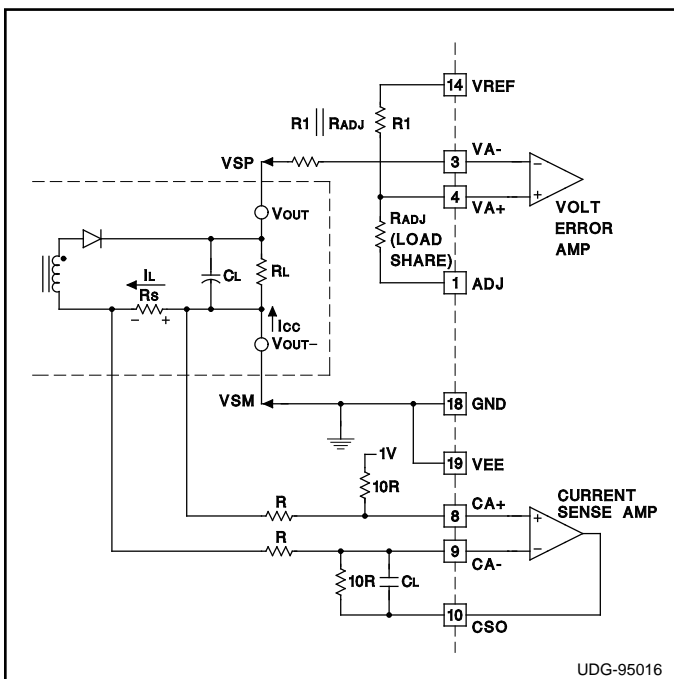 14 VREF
R1 || RADJ R1
VSP
3 VA-
−
4 VA+
+
VOLT
ERROR
AMP
VOUT
RADJ
(LOAD
SHARE)
CL
RL
1 ADJ
IL
RS
− +
ICC
VOUT−
VSM
18 GND
19 VEE
1V
10R
CURRENT
SENSE AMP
R
8 CA+
+
R
9 CA-
−
10R CL
10 CSO
UDG-95016